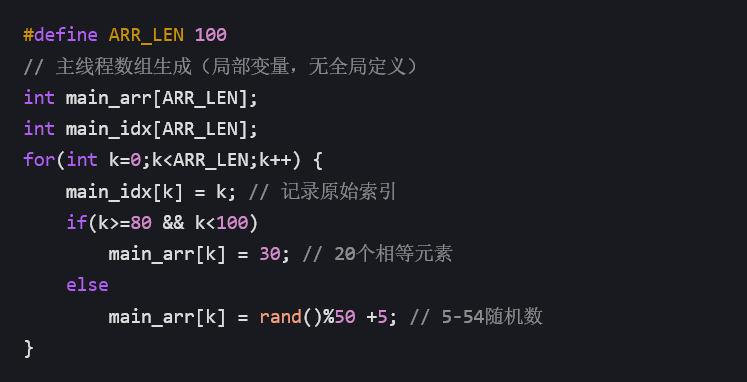 #define ARR_LEN 100
// 主线程数组生成（局部变量，无全局定义）
int main_arr[ARR_LEN];
int main_idx[ARR_LEN];
for(int k=0;k<ARR_LEN;k++) {
    main_idx[k] = k; // 记录原始索引
    if(k>=80 && k<100)
        main_arr[k] = 30; // 20个相等元素
    else
        main_arr[k] = rand()%50 +5; // 5-54随机数
}